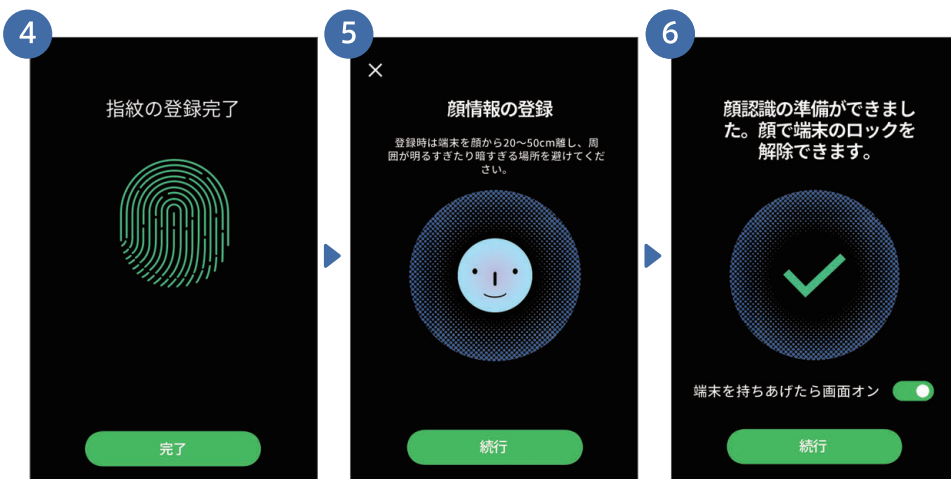 4
指紋の登録完了
完了
5
×
顔情報の登録
登録時は端末を顔から20〜50cm離し、周
囲が明るすぎたり暗すぎる場所を避けてくだ
さい。
続行
6
顔認識の準備ができまし
た。顔で端末のロックを
解除できます。
端末を持ちあげたら画面オン
続行